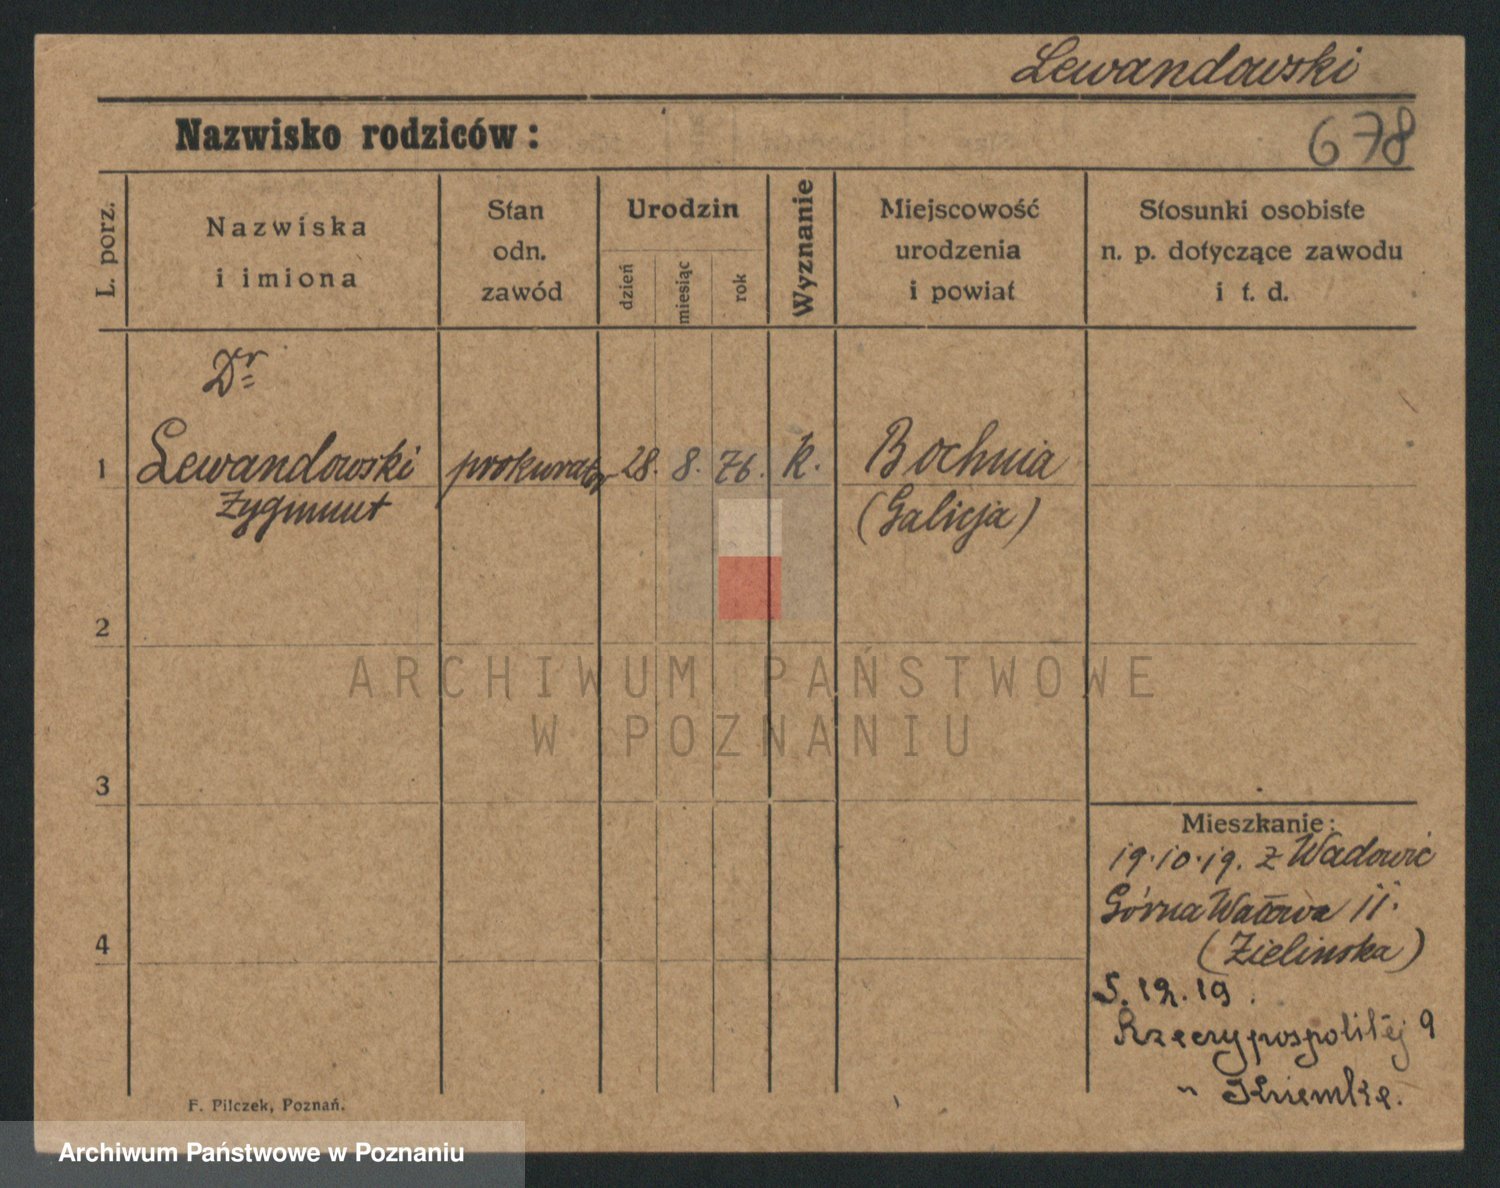 Lewandowski
Nazwisko rodziców:
678
L. porz.
Nazwiska
i imiona
Stan
odn.
zawód
Urodzin
dzień
miesiąc
rok
Wyznanie
Miejscowość
urodzenia
i powiat
Stosunki osobiste
n. p. dotyczące zawodu
i t. d.
Dr
1 Lewandowski prokurator 28. 8. 76. k. Bochnia
Zygmunt (Galicja)
2
3
4
Mieszkanie:
19.10.19. z Wadowic
Górna Wałowa 11.
(Zielinska)
5.12.19.
Rzeczypospolitej 9
F. Pilczek, Poznań.
ARCHIWUM PAŃSTWOWE
W POZNANIU
Archiwum Państwowe w Poznaniu